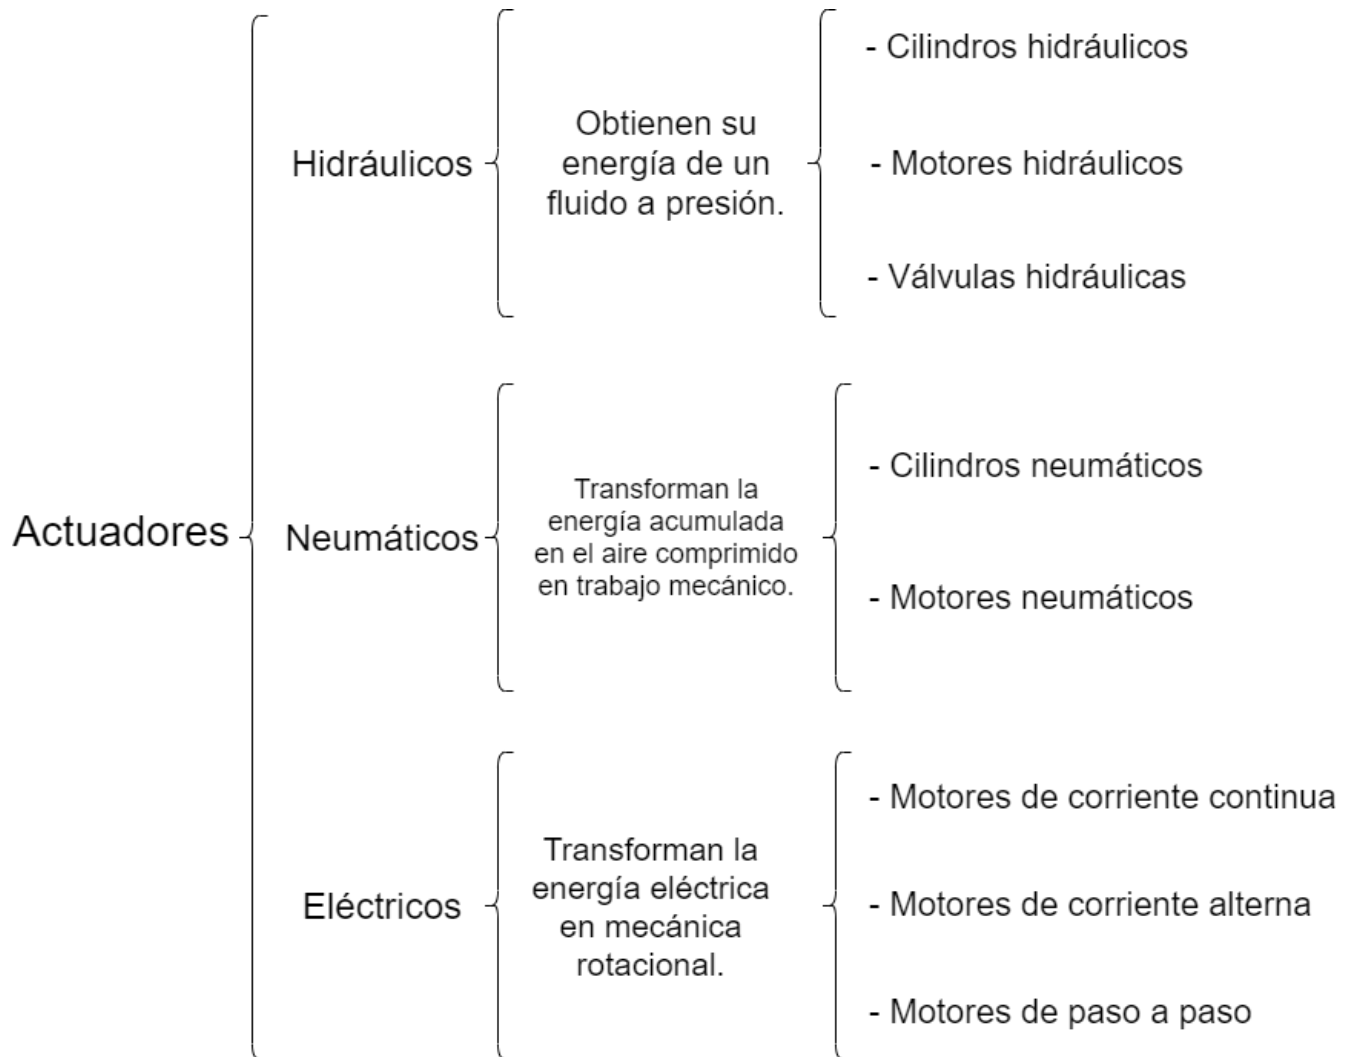 Actuadores
Hidráulicos
Obtienen su
energía de un
fluido a presión.
- Cilindros hidráulicos
- Motores hidráulicos
- Válvulas hidráulicas
Neumáticos
Transforman la
energía acumulada
en el aire comprimido
en trabajo mecánico.
- Cilindros neumáticos
- Motores neumáticos
Eléctricos
Transforman la
energía eléctrica
en mecánica
rotacional.
- Motores de corriente continua
- Motores de corriente alterna
- Motores de paso a paso